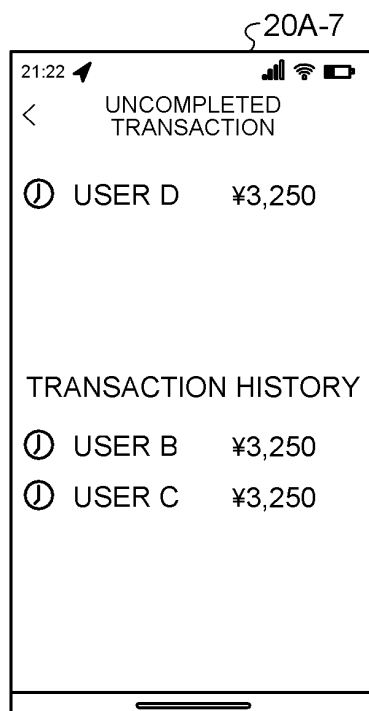 20A-7
21:22
UNCOMPLETED
TRANSACTION
USER D ¥3,250
TRANSACTION HISTORY
USER B ¥3,250
USER C ¥3,250